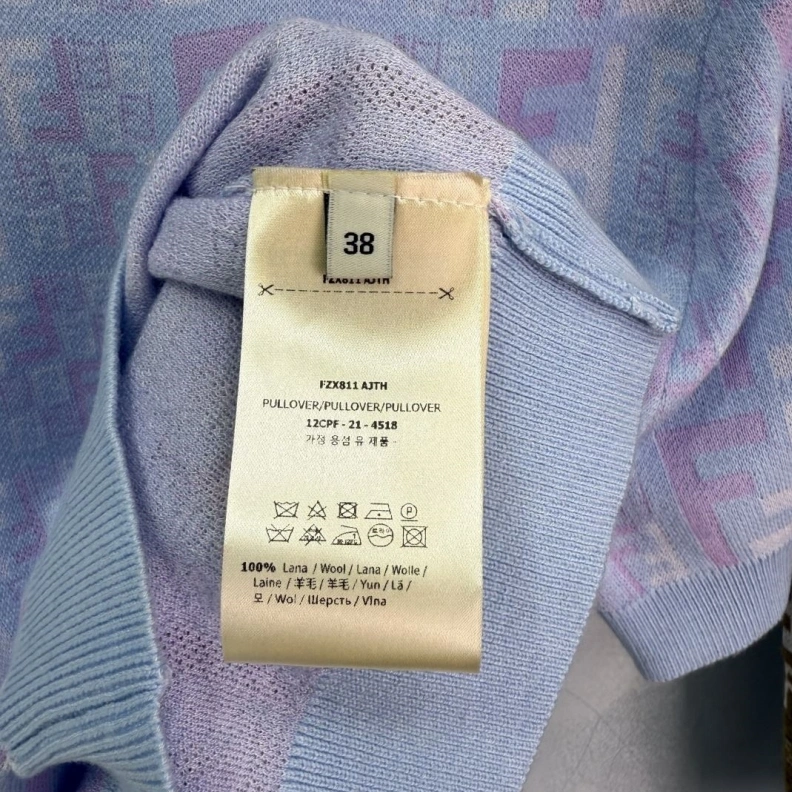 38
FZX811 AJTH
FZX811 AJTH
PULLOVER/PULLOVER/PULLOVER
12CPF - 21 - 4518
가정 용섬 유 제품 -
P
100% Lana / Wool / Lana / Wolle /
Laine / 羊毛 / 羊毛 / Yun / Lã /
모 / Wol / Шерсть / Vlna